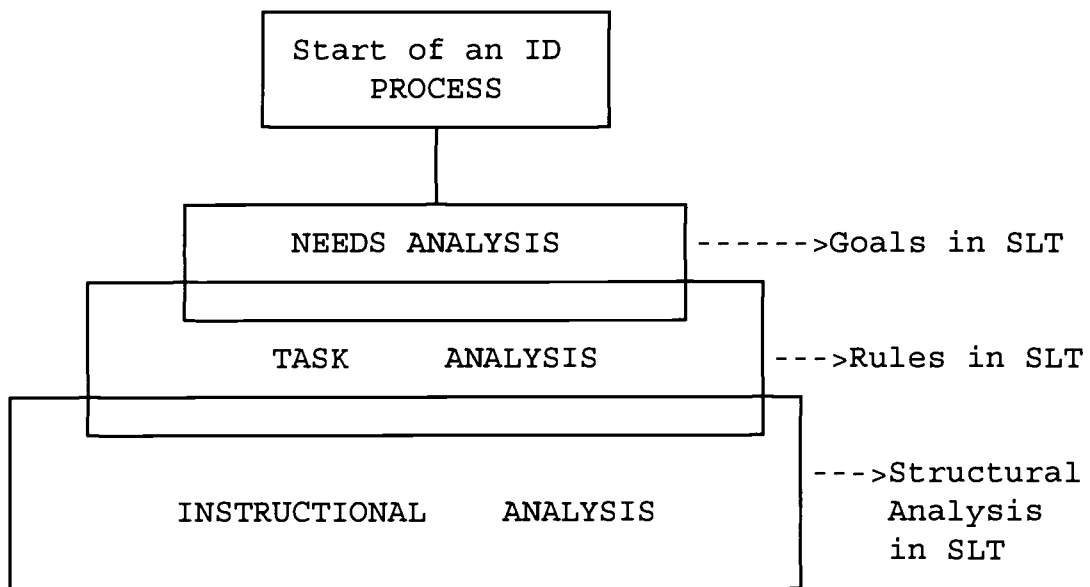 Start of an ID
PROCESS
NEEDS ANALYSIS
------>Goals in SLT
TASK ANALYSIS
--->Rules in SLT
INSTRUCTIONAL ANALYSIS
--->Structural
Analysis
in SLT